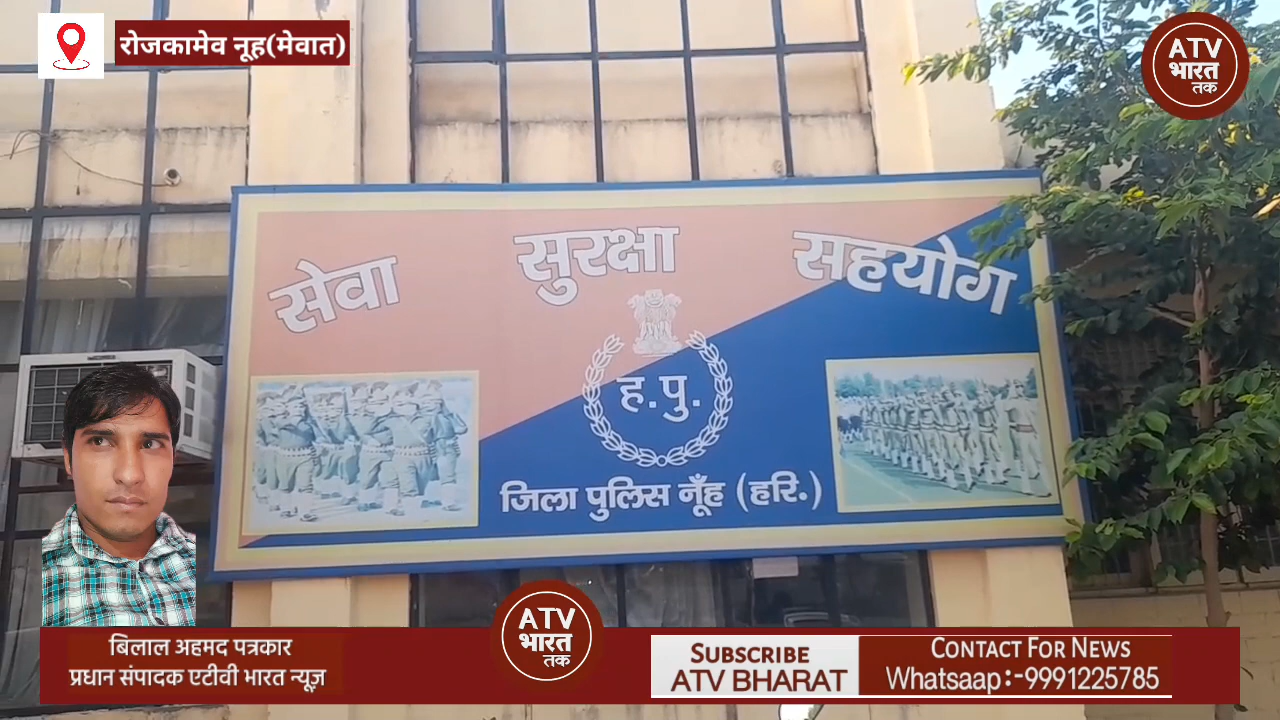 रोजकामेव नूह(मेवात)
ATV
भारत
तक
सेवा सुरक्षा सहयोग
ह.पु.
जिला पुलिस नूँह (हरि.)
बिलाल अहमद पत्रकार
प्रधान संपादक एटीवी भारत न्यूज़
ATV
भारत
तक
SUBSCRIBE
ATV BHARAT
CONTACT FOR NEWS
Whatsaap:-9991225785